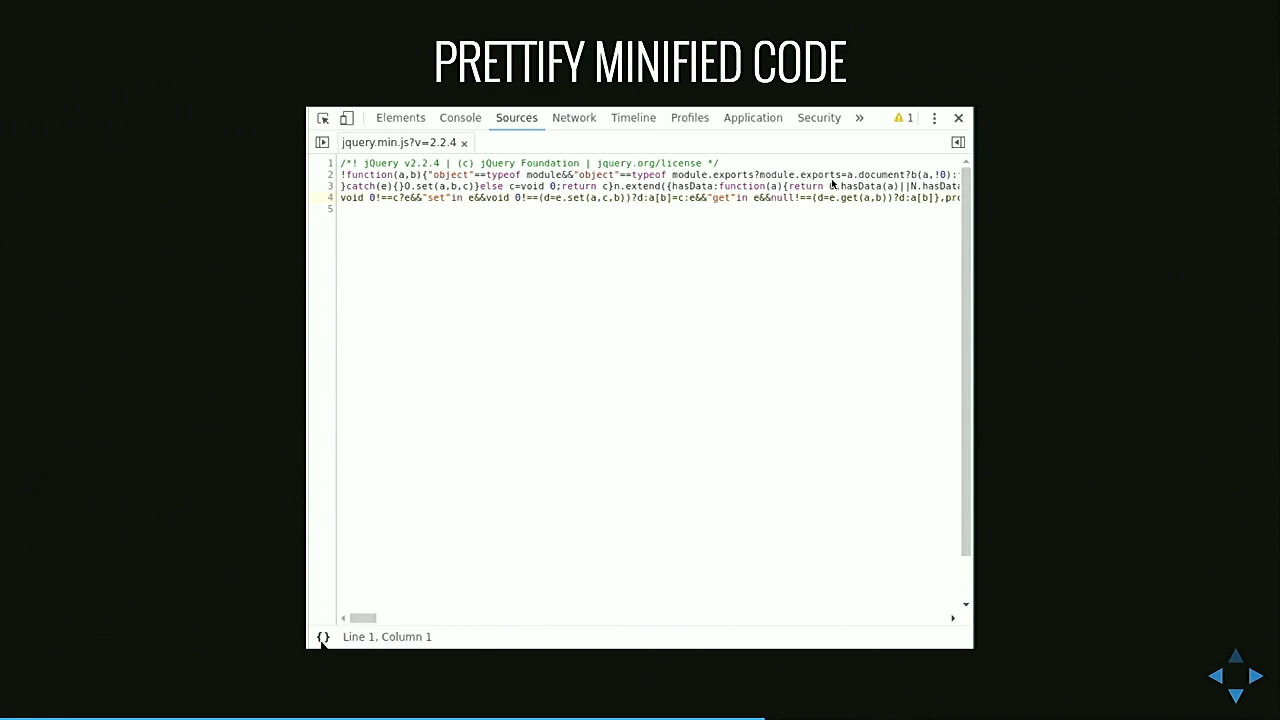 PRETTIFY MINIFIED CODE
Elements Console Sources Network Timeline Profiles Application Security » 1
jquery.min.js?v=2.2.4 ×
1 /*! jQuery v2.2.4 | (c) jQuery Foundation | jquery.org/license */
2 !function(a,b){"object"==typeof module&&"object"==typeof module.exports?module.exports=a.document?b(a,!0):
3 }catch(e){}O.set(a,b,c)}else c=void 0;return c}n.extend({hasData:function(a){return .hasData(a)||N.hasData
4 void 0!==c?e&&"set"in e&&void 0!==(d=e.set(a,c,b))?d:a[b]=c:e&&"get"in e&&null!==(d=e.get(a,b))?d:a[b]},pro
5
{} Line 1, Column 1